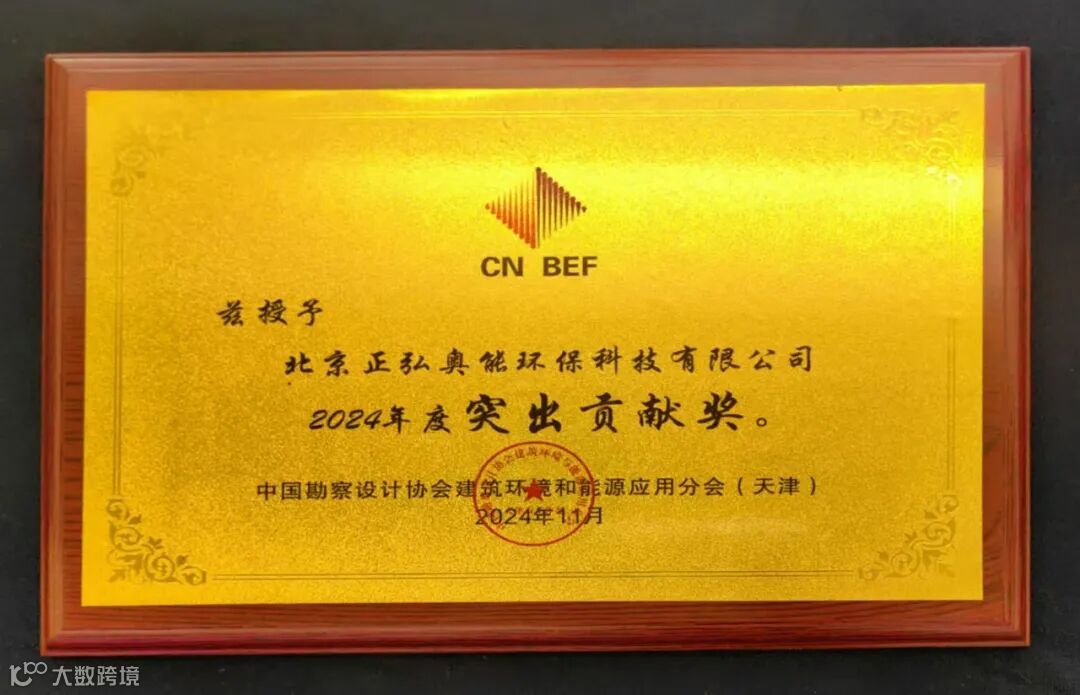 CN BEF
兹授予
北京正弘奥能环保科技有限公司
2024年度突出贡献奖。
中国勘察设计协会建筑环境和能源应用分会（天津）
2024年11月
大数跨境